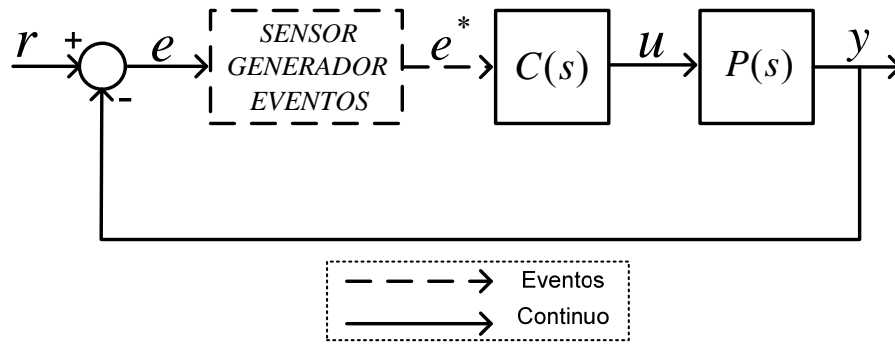 r
+
-
e
SENSOR
GENERADOR
EVENTOS
e*
C(s)
u
P(s)
y
Eventos
Continuo